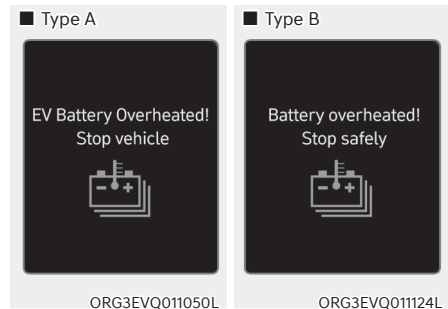 ■ Type A
EV Battery Overheated!
Stop vehicle
ORG3EVQ011050L
■ Type B
Battery overheated!
Stop safely
ORG3EVQ011124L